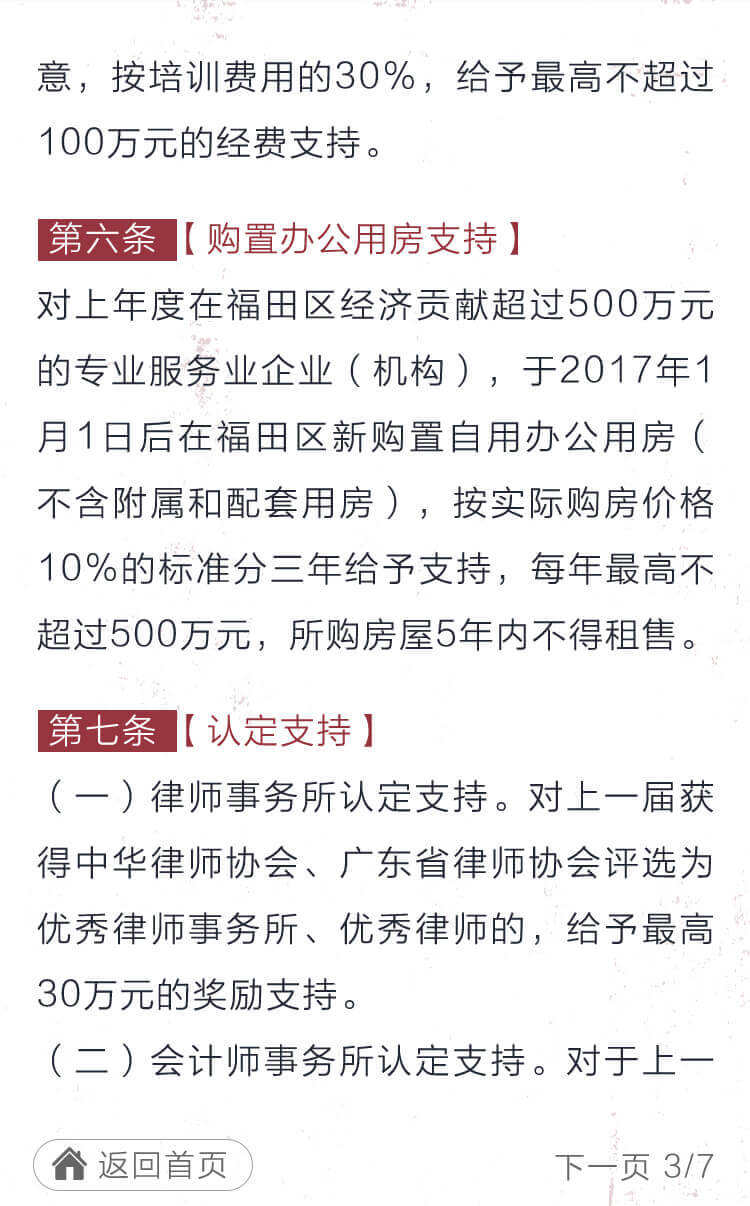 意，按培训费用的30%，给予最高不超过
100万元的经费支持。
第六条【购置办公用房支持】
对上年度在福田区经济贡献超过500万元
的专业服务业企业（机构），于2017年1
月1日后在福田区新购置自用办公用房（
不含附属和配套用房），按实际购房价格
10%的标准分三年给予支持，每年最高不
超过500万元，所购房屋5年内不得租售。
第七条【认定支持】
（一）律师事务所认定支持。对上一届获
得中华律师协会、广东省律师协会评选为
优秀律师事务所、优秀律师的，给予最高
30万元的奖励支持。
（二）会计师事务所认定支持。对于上一
返回首页 下一页 3/7